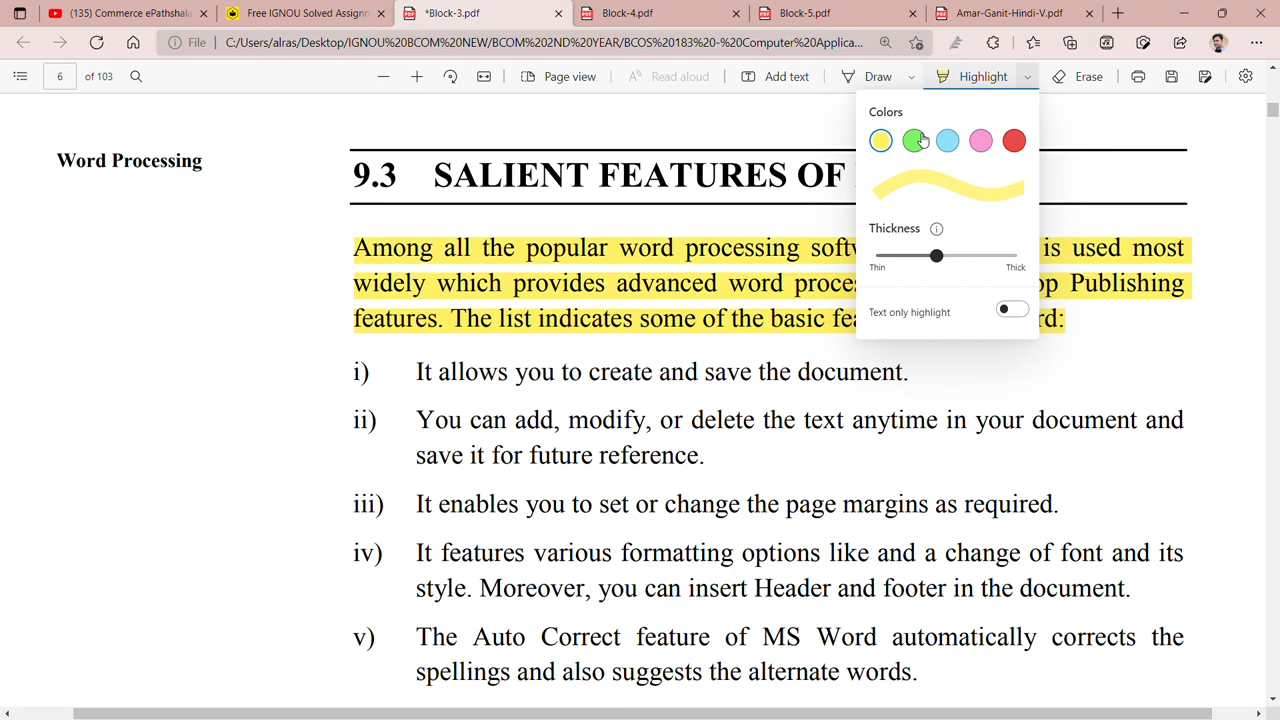 (135) Commerce ePathshala
Free IGNOU Solved Assignm
*Block-3.pdf
Block-4.pdf
Block-5.pdf
Amar-Ganit-Hindi-V.pdf
File
C:/Users/alras/Desktop/IGNOU%20BCOM%20NEW/BCOM%202ND%20YEAR/BCOS%20183%20-%20Computer%20Applica...
6 of 103
Page view
Read aloud
Add text
Draw
Highlight
Erase
Colors
Thickness
Thin Thick
Text only highlight
Word Processing
9.3 SALIENT FEATURES OF
Among all the popular word processing softw is used most
widely which provides advanced word proces op Publishing
features. The list indicates some of the basic fea rd:
i) It allows you to create and save the document.
ii) You can add, modify, or delete the text anytime in your document and
save it for future reference.
iii) It enables you to set or change the page margins as required.
iv) It features various formatting options like and a change of font and its
style. Moreover, you can insert Header and footer in the document.
v) The Auto Correct feature of MS Word automatically corrects the
spellings and also suggests the alternate words.